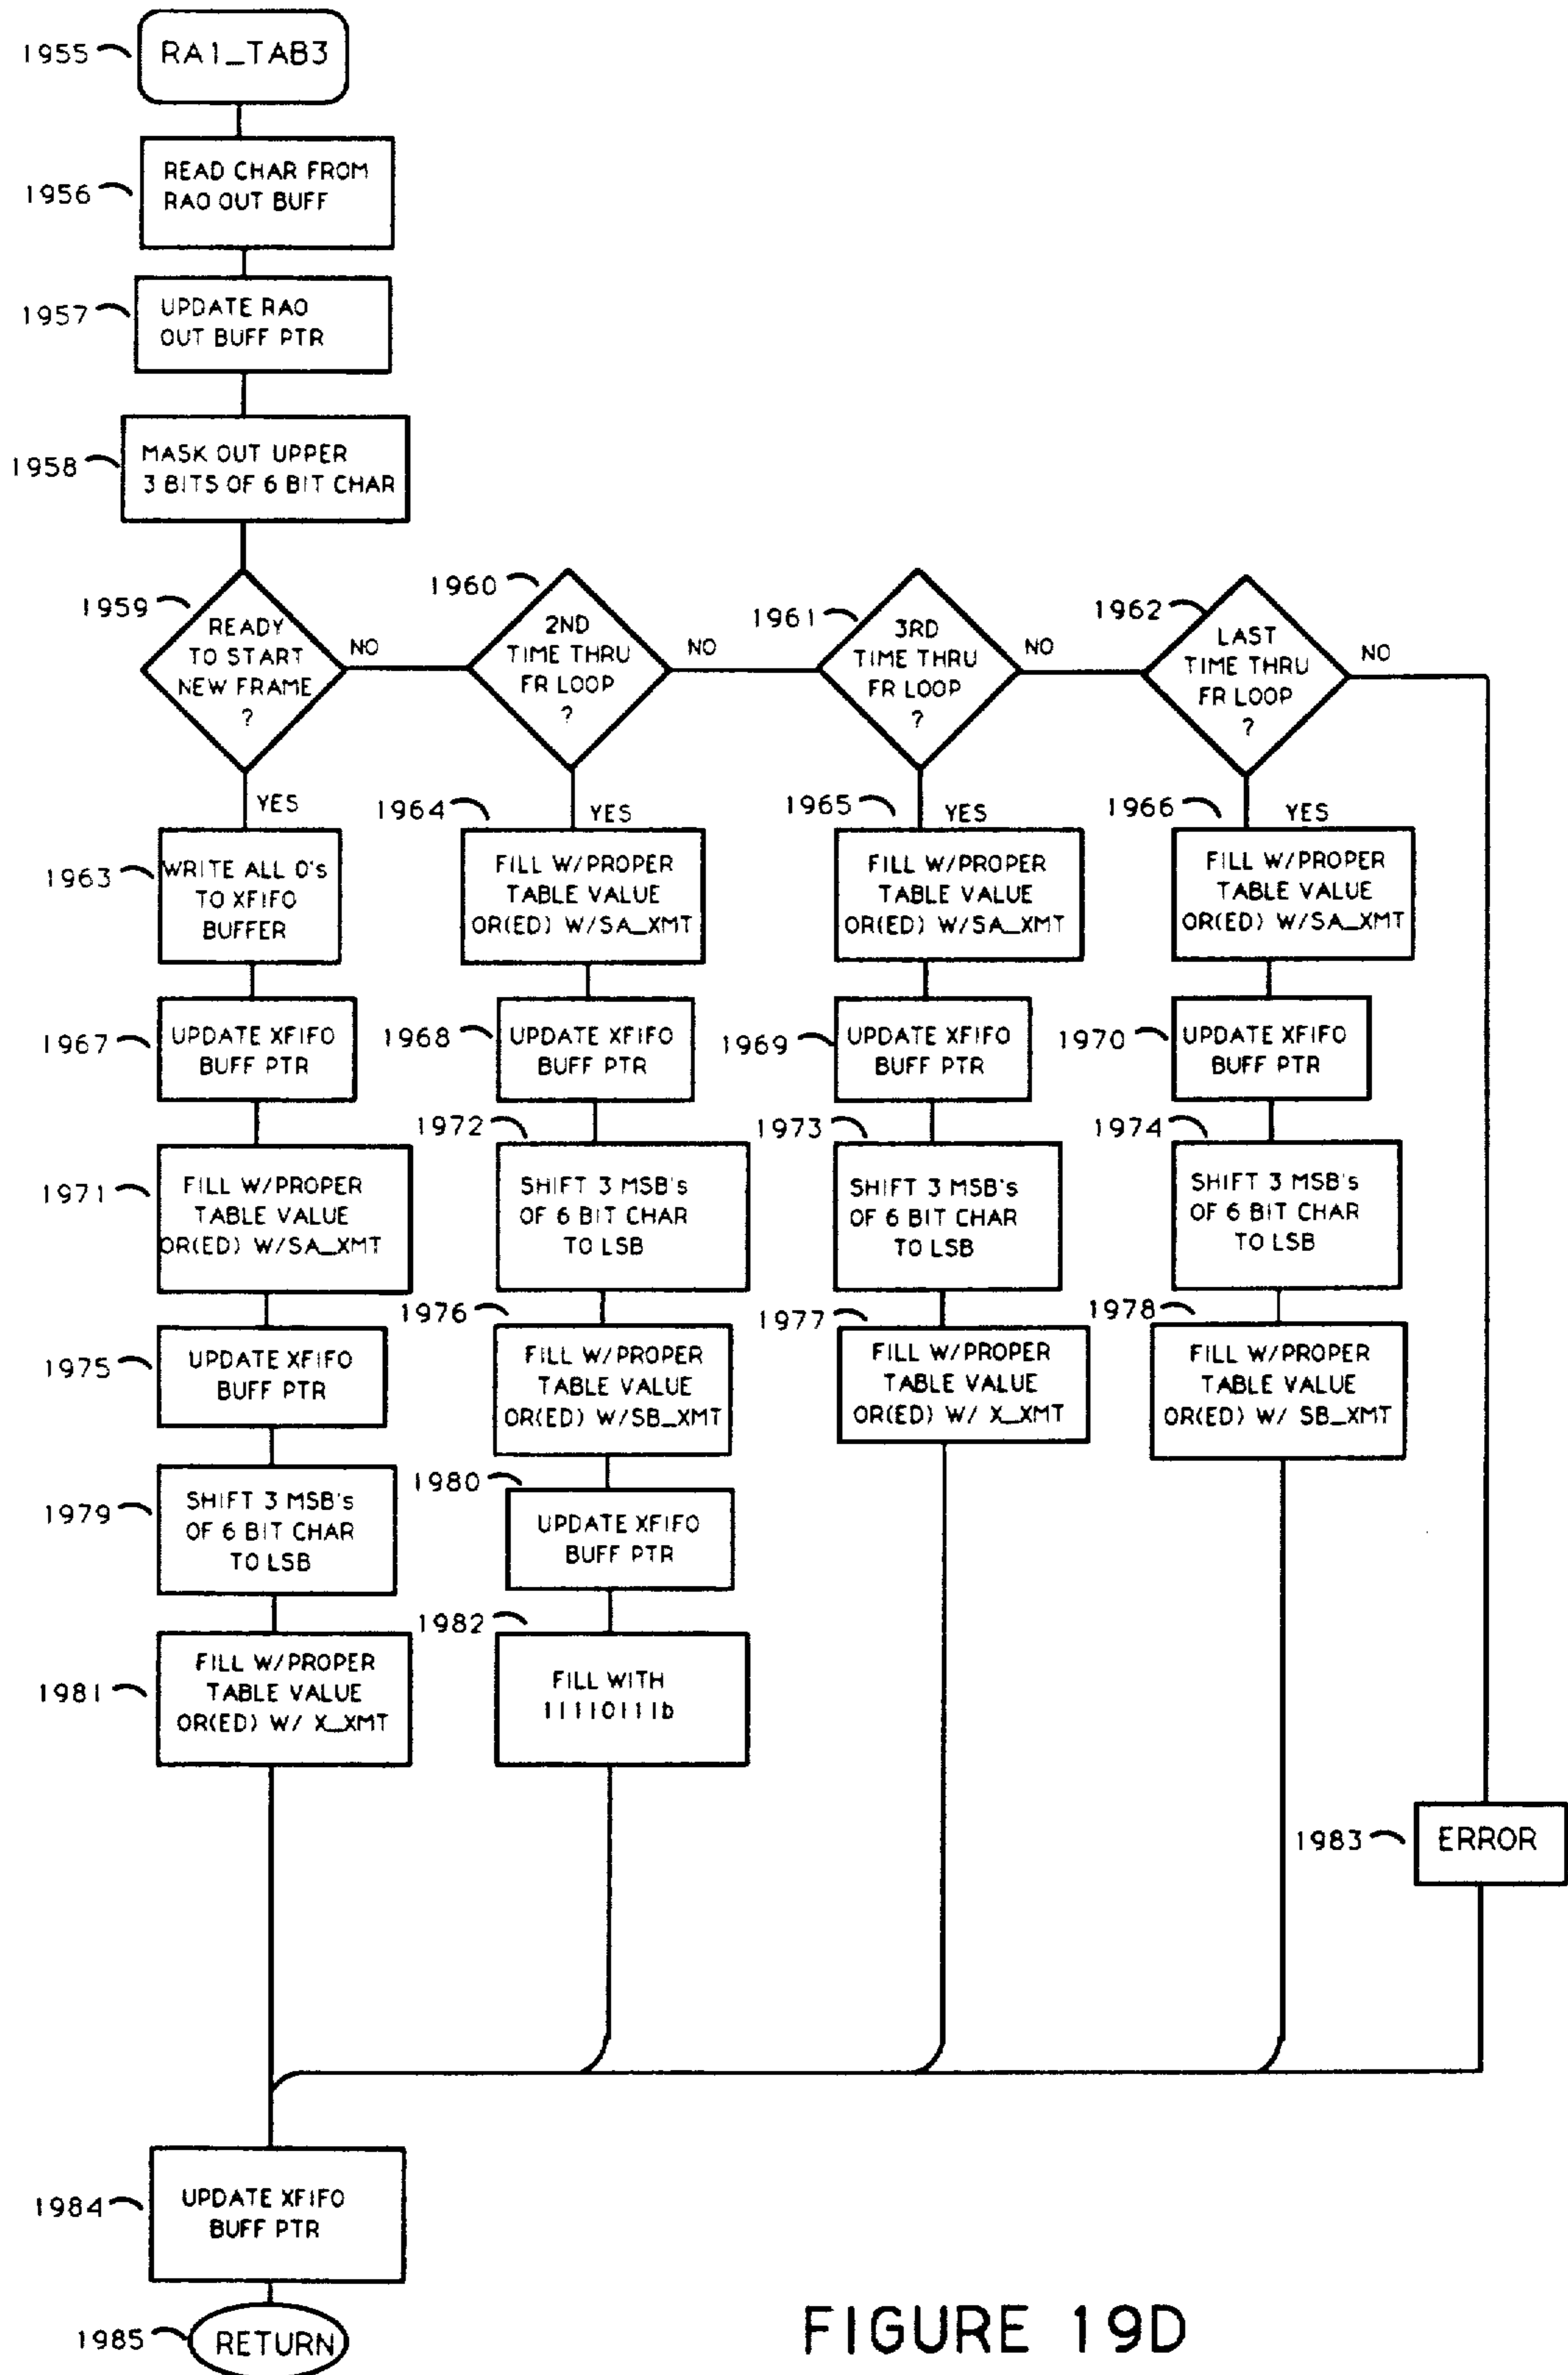 1955
RA1_TAB3
1956
READ CHAR FROM
RA0 OUT BUFF
1957
UPDATE RA0
OUT BUFF PTR
1958
MASK OUT UPPER
3 BITS OF 6 BIT CHAR
1959
READY
TO START
NEW FRAME
?
NO
YES
1960
2ND
TIME THRU
FR LOOP
?
NO
YES
1961
3RD
TIME THRU
FR LOOP
?
NO
YES
1962
LAST
TIME THRU
FR LOOP
?
NO
YES
1963
WRITE ALL 0's
TO XFIFO
BUFFER
1964
FILL W/PROPER
TABLE VALUE
OR(ED) W/SA_XMT
1965
FILL W/PROPER
TABLE VALUE
OR(ED) W/SA_XMT
1966
FILL W/PROPER
TABLE VALUE
OR(ED) W/SA_XMT
1967
UPDATE XFIFO
BUFF PTR
1968
UPDATE XFIFO
BUFF PTR
1969
UPDATE XFIFO
BUFF PTR
1970
UPDATE XFIFO
BUFF PTR
1971
FILL W/PROPER
TABLE VALUE
OR(ED) W/SA_XMT
1972
SHIFT 3 MSB's
OF 6 BIT CHAR
TO LSB
1973
SHIFT 3 MSB's
OF 6 BIT CHAR
TO LSB
1974
SHIFT 3 MSB's
OF 6 BIT CHAR
TO LSB
1975
UPDATE XFIFO
BUFF PTR
1976
FILL W/PROPER
TABLE VALUE
OR(ED) W/SB_XMT
1977
FILL W/PROPER
TABLE VALUE
OR(ED) W/ X_XMT
1978
FILL W/PROPER
TABLE VALUE
OR(ED) W/ SB_XMT
1979
SHIFT 3 MSB's
OF 6 BIT CHAR
TO LSB
1980
UPDATE XFIFO
BUFF PTR
1981
FILL W/PROPER
TABLE VALUE
OR(ED) W/ X_XMT
1982
FILL WITH
11110111b
1983
ERROR
1984
UPDATE XFIFO
BUFF PTR
1985
RETURN
FIGURE 19D